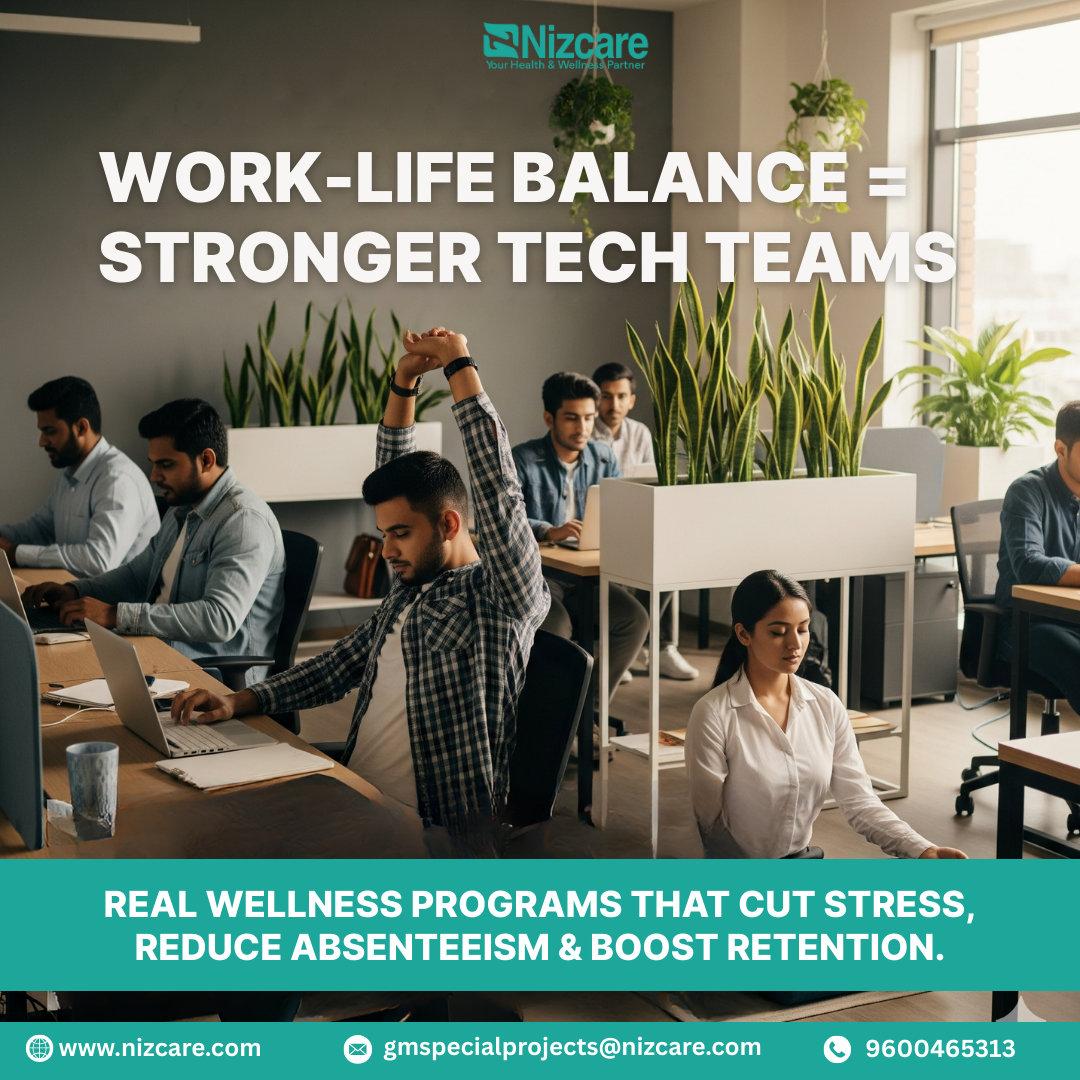 Nizcare
Your Health & Wellness Partner
WORK-LIFE BALANCE =
STRONGER TECH TEAMS
REAL WELLNESS PROGRAMS THAT CUT STRESS,
REDUCE ABSENTEEISM & BOOST RETENTION.
www.nizcare.com
gmspecialprojects@nizcare.com
9600465313